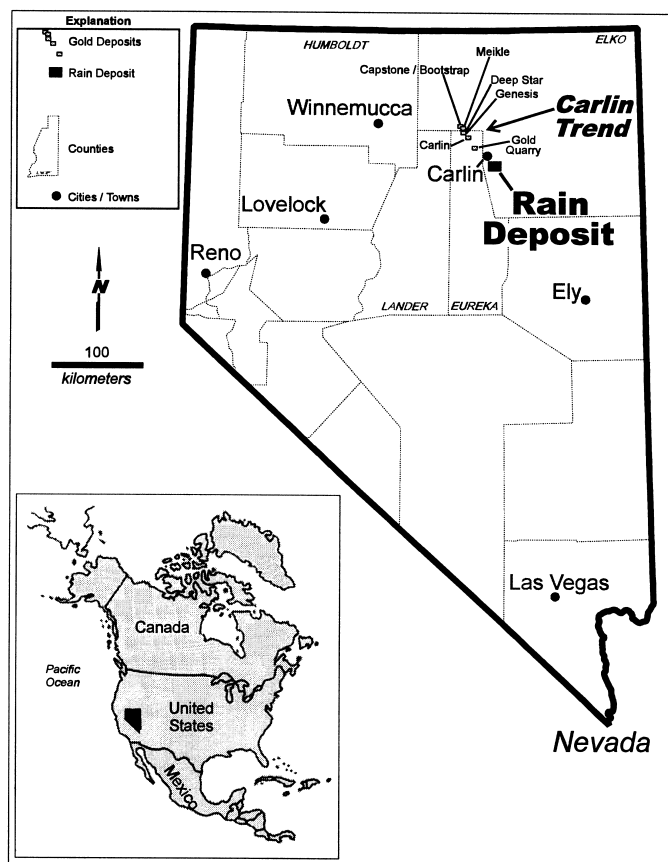 Explanation
Gold Deposits
Rain Deposit
Counties
Cities / Towns
N
100
kilometers
HUMBOLDT
ELKO
Meikle
Capstone / Bootstrap
Deep Star
Genesis
Winnemucca
Carlin
Trend
Carlin
Gold
Quarry
Carlin
Rain
Deposit
Lovelock
Reno
Ely
LANDER
EUREKA
Las Vegas
Nevada
Canada
Pacific
Ocean
United
States
Mexico